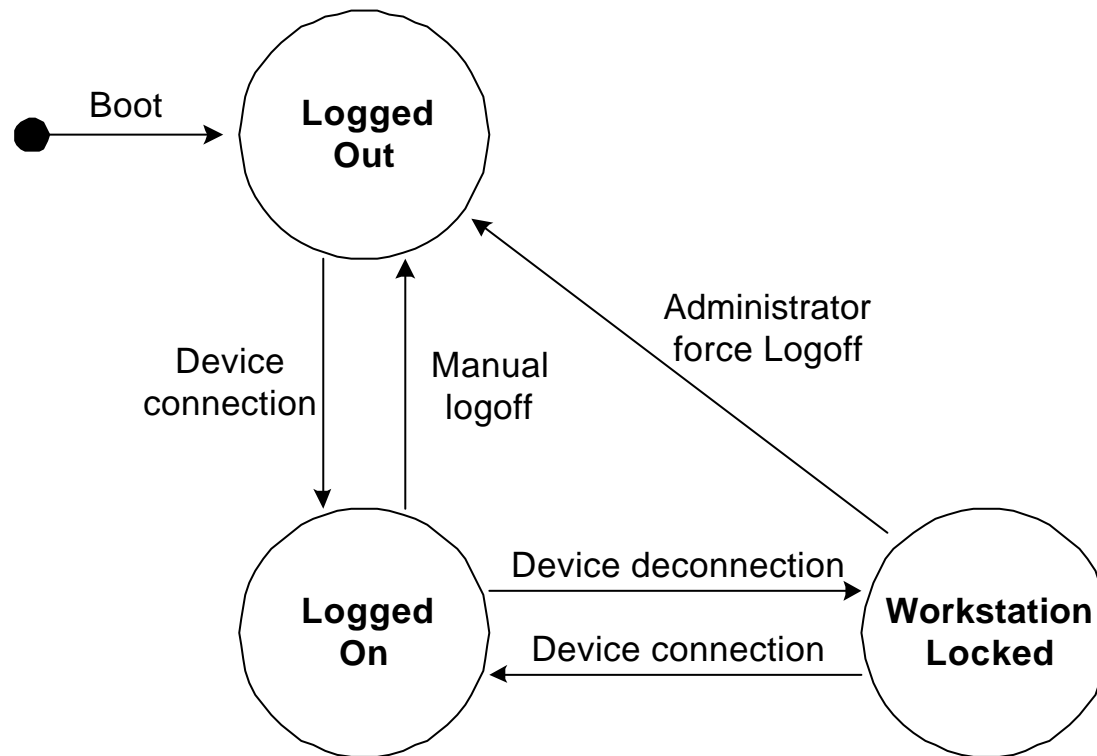 Boot
Logged
Out
Administrator
force Logoff
Device
connection
Manual
logoff
Device deconnection
Logged
On
Workstation
Locked
Device connection